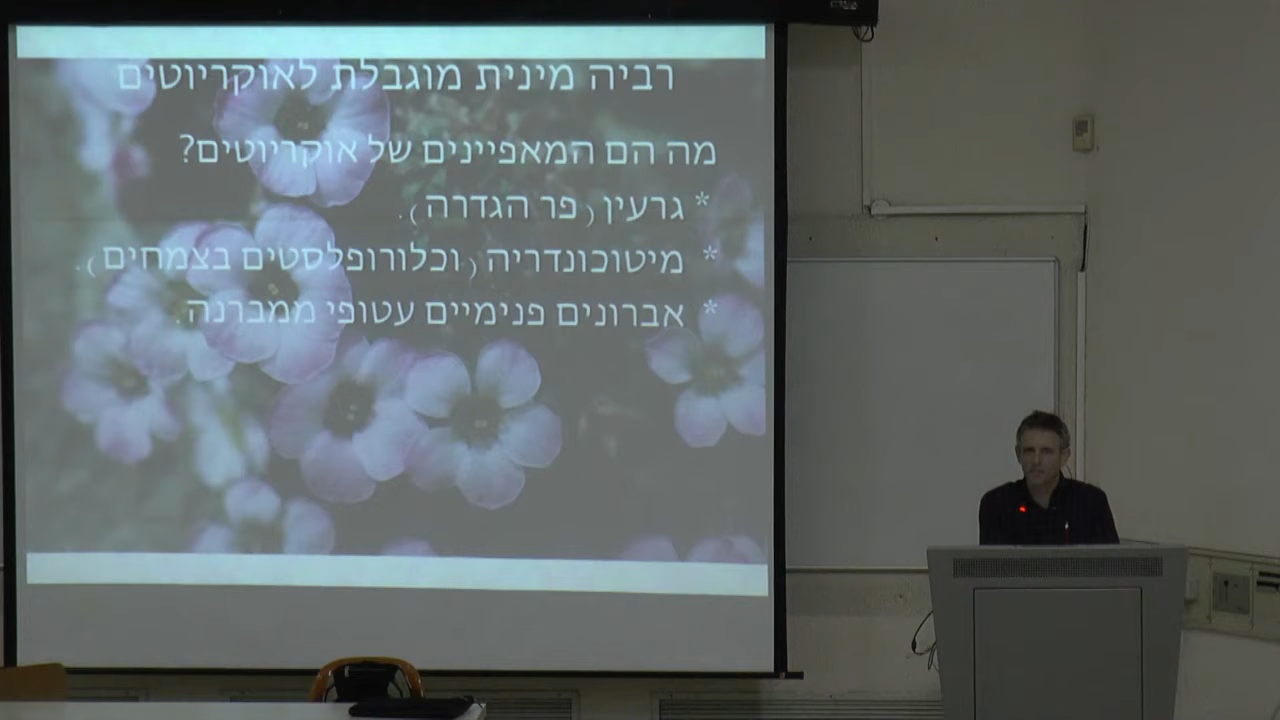 רביה מינית מוגבלת לאוקריוטים
מה הם המאפיינים של אוקריוטים?
* גרעין (פר הגדרה).
* מיטוכונדריה (וכלורופלסטים בצמחים).
* אברונים פנימיים עטופי ממברנה.